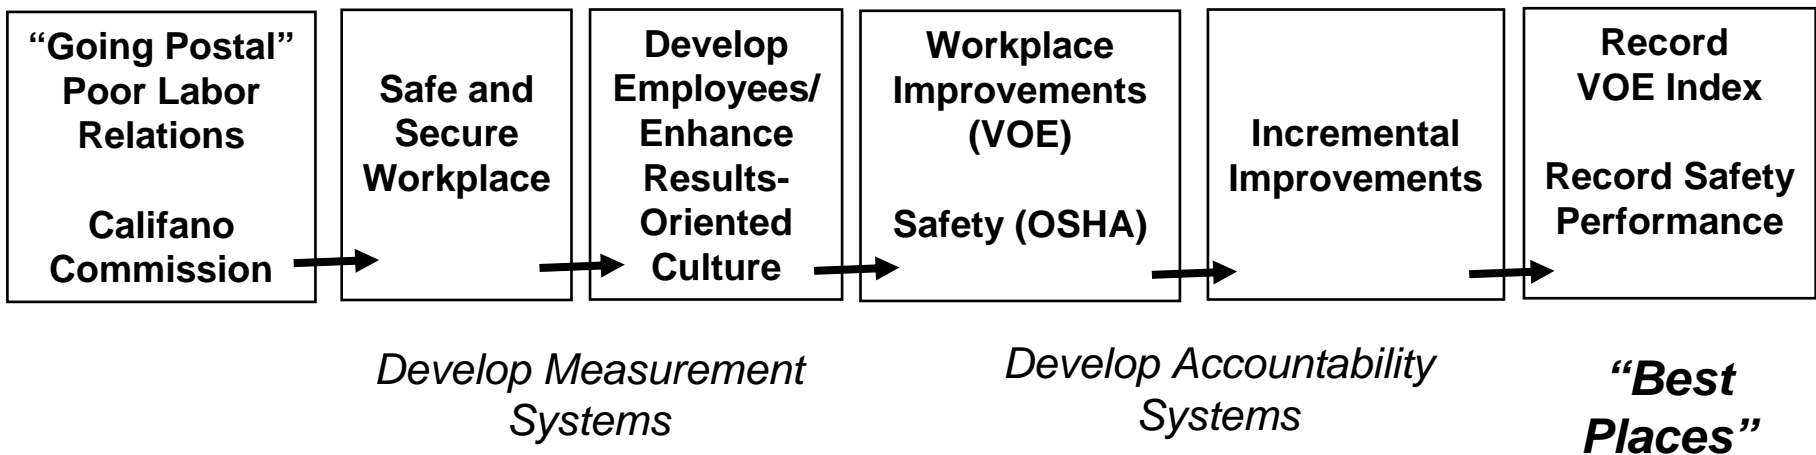 “Going Postal”
Poor Labor
Relations
Califano
Commission
Safe and
Secure
Workplace
Develop
Employees/
Enhance
Results-
Oriented
Culture
Workplace
Improvements
(VOE)
Safety (OSHA)
Incremental
Improvements
Record
VOE Index
Record Safety
Performance
Develop Measurement
Systems
Develop Accountability
Systems
“Best
Places”